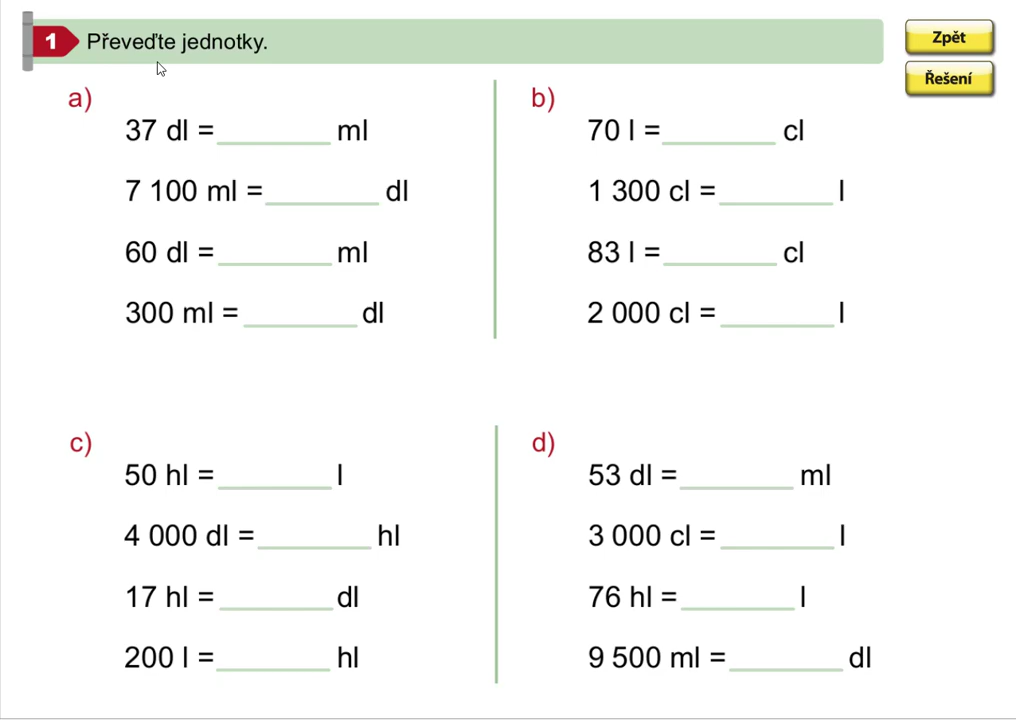 1 Převeďte jednotky.
Zpět
Řešení
a)
37 dl =________ ml
7 100 ml =________ dl
60 dl =________ ml
300 ml =________ dl
b)
70 l =________ cl
1 300 cl =________ l
83 l =________ cl
2 000 cl =________ l
c)
50 hl =________ l
4 000 dl =________ hl
17 hl =________ dl
200 l =________ hl
d)
53 dl =________ ml
3 000 cl =________ l
76 hl =________ l
9 500 ml =________ dl